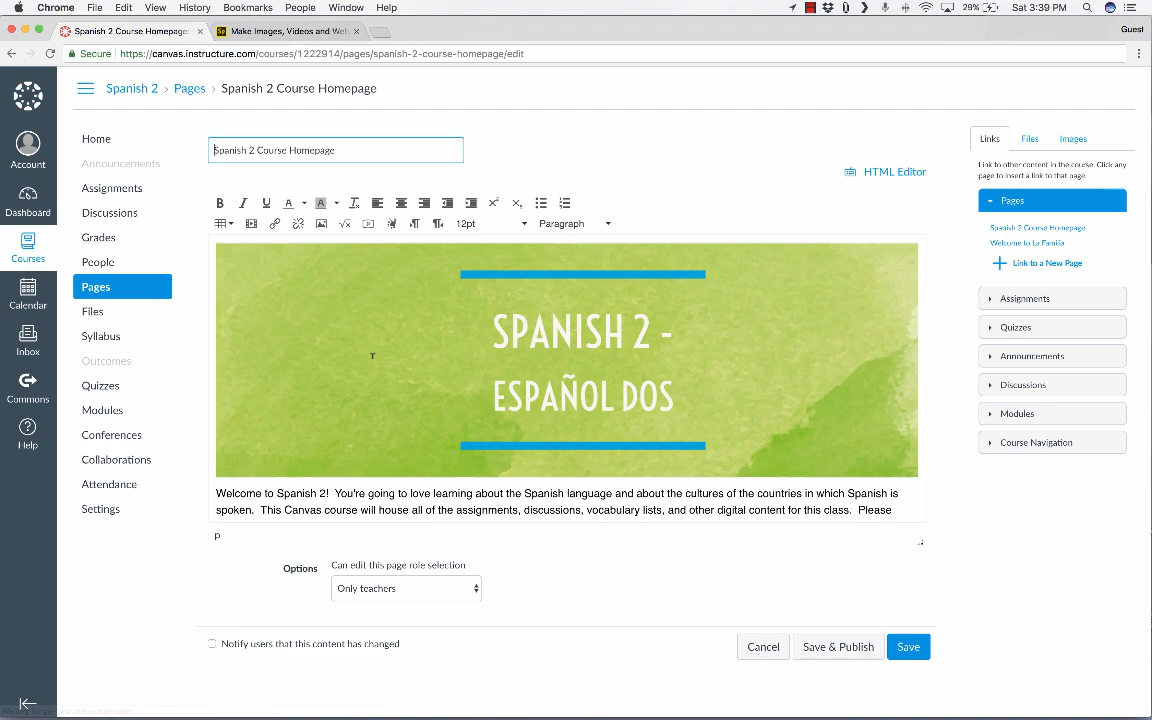 Chrome File Edit View History Bookmarks People Window Help 29% Sat 3:39 PM
Spanish 2 Course Homepage: Make Images, Videos and Web Guest
Secure https://canvas.instructure.com/courses/1222914/pages/spanish-2-course-homepage/edit
Spanish 2 › Pages › Spanish 2 Course Homepage
Account
Dashboard
Courses
Calendar
Inbox
Commons
Help
Home
Announcements
Assignments
Discussions
Grades
People
Pages
Files
Syllabus
Outcomes
Quizzes
Modules
Conferences
Collaborations
Attendance
Settings
Spanish 2 Course Homepage
HTML Editor
B I U A A Tx x² x₂
√x 12pt Paragraph
SPANISH 2 -
ESPAÑOL DOS
Welcome to Spanish 2! You're going to love learning about the Spanish language and about the cultures of the countries in which Spanish is
spoken. This Canvas course will house all of the assignments, discussions, vocabulary lists, and other digital content for this class. Please
p
Options Can edit this page role selection
Only teachers
Notify users that this content has changed
Cancel Save & Publish Save
Links Files Images
Link to other content in the course. Click any
page to insert a link to that page.
Pages
Spanish 2 Course Homepage
Welcome to La Familia
Link to a New Page
Assignments
Quizzes
Announcements
Discussions
Modules
Course Navigation